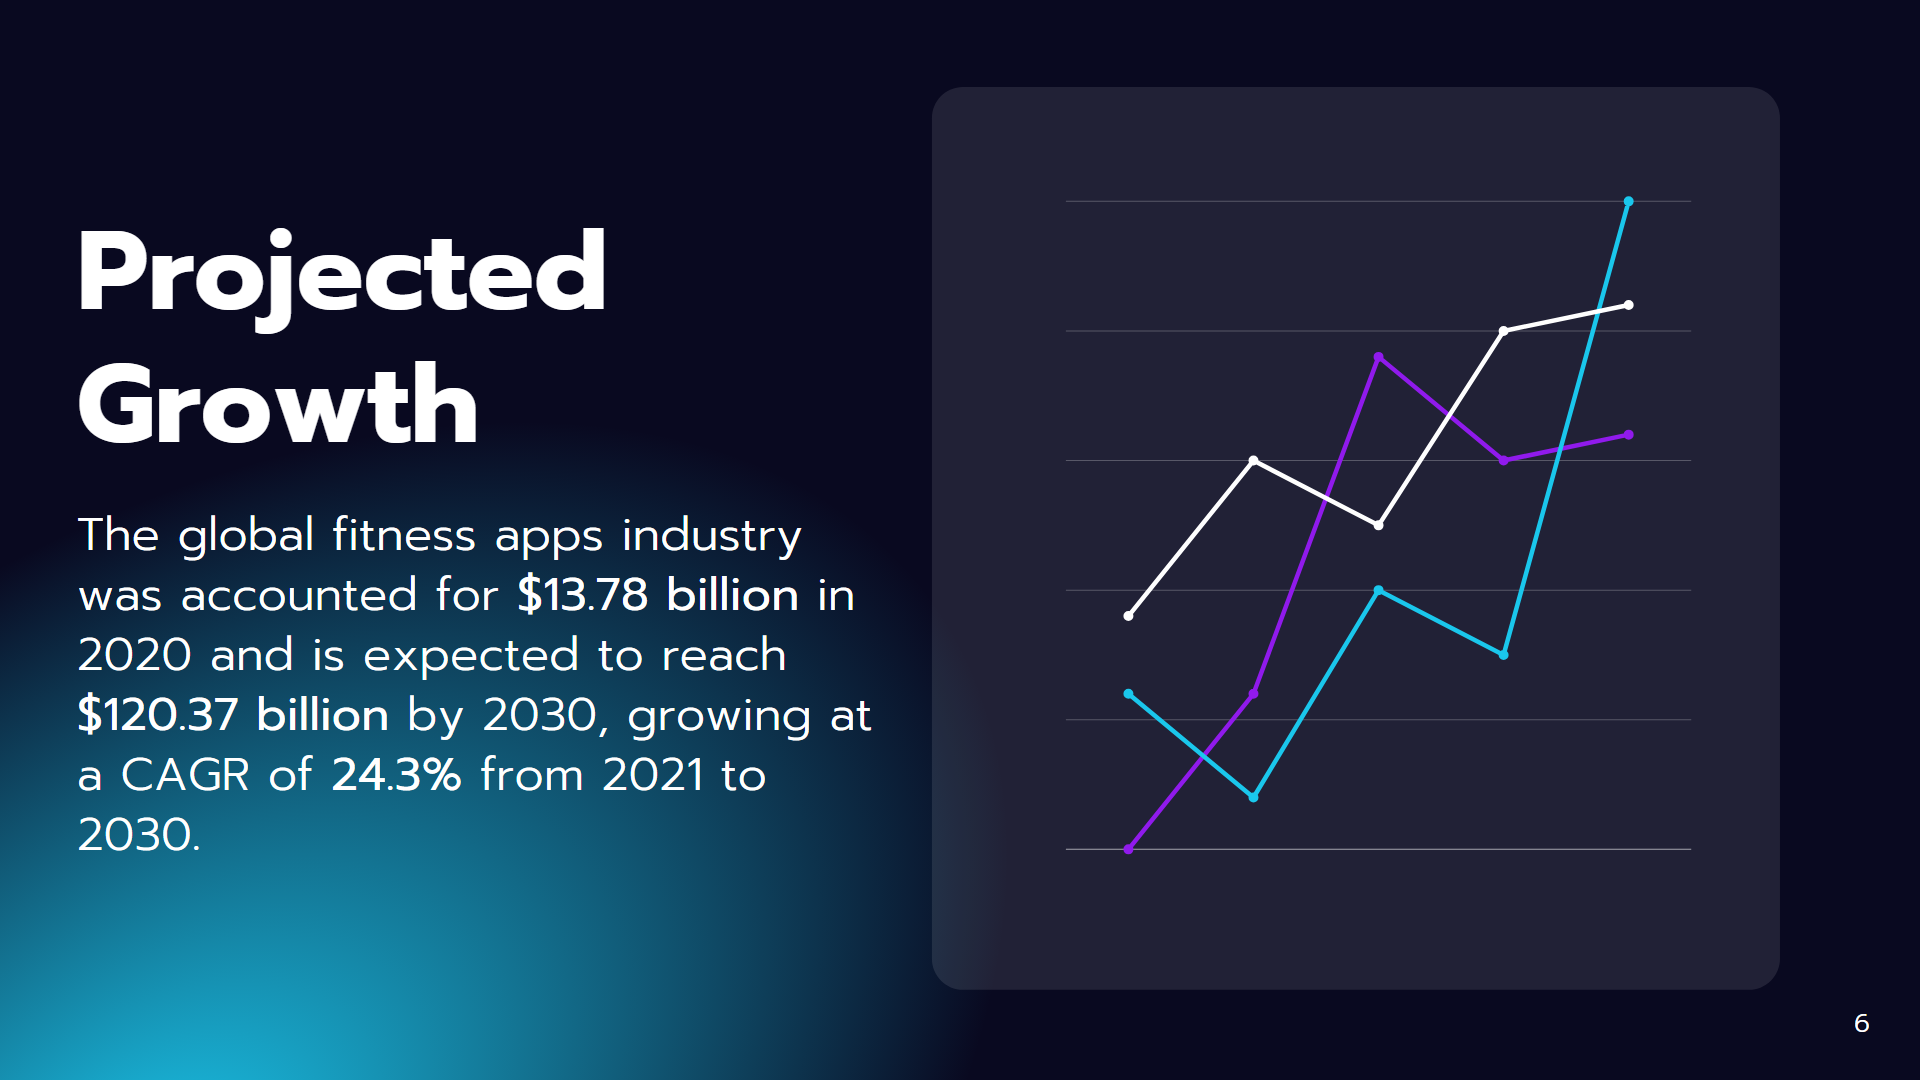 Projected
Growth
The global fitness apps industry
was accounted for $13.78 billion in
2020 and is expected to reach
$120.37 billion by 2030, growing at
a CAGR of 24.3% from 2021 to
2030.
6